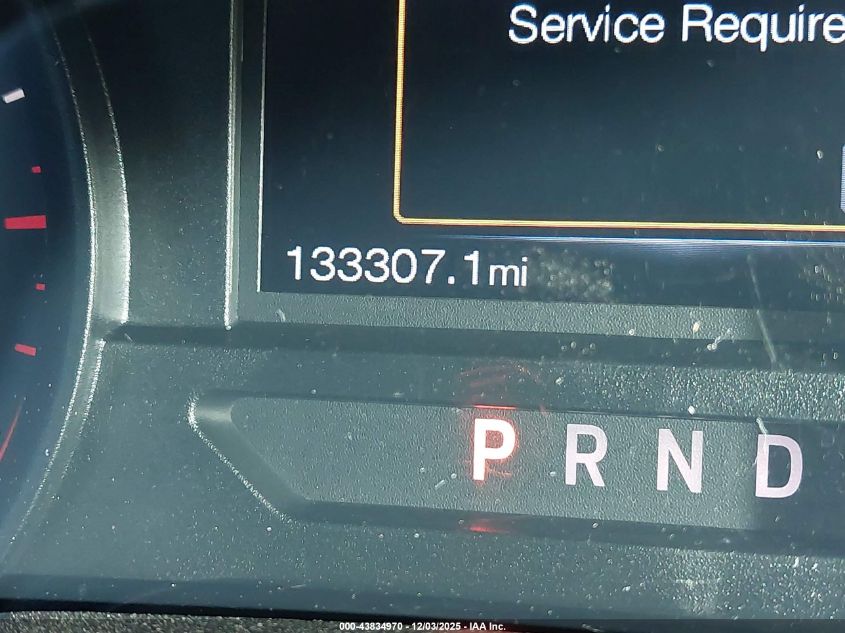 Service Require
133307.1mi
P R N D
000-43834970 - 12/03/2025 - IAA Inc.